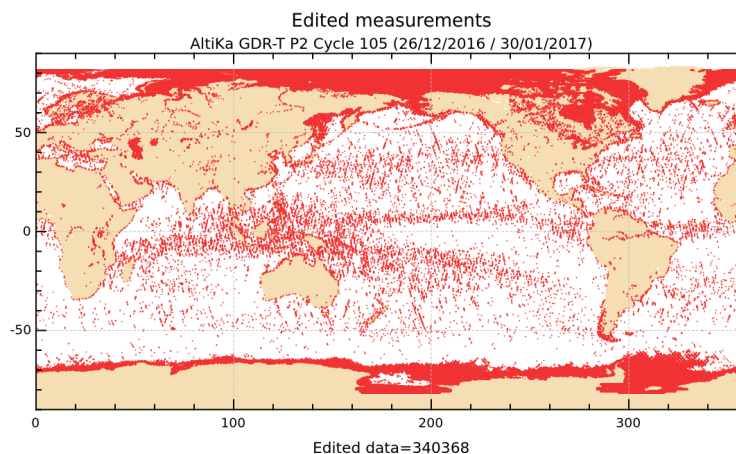 Edited measurements
AltiKa GDR-T P2 Cycle 105 (26/12/2016 / 30/01/2017)
50
0
-50
0 100 200 300
Edited data=340368